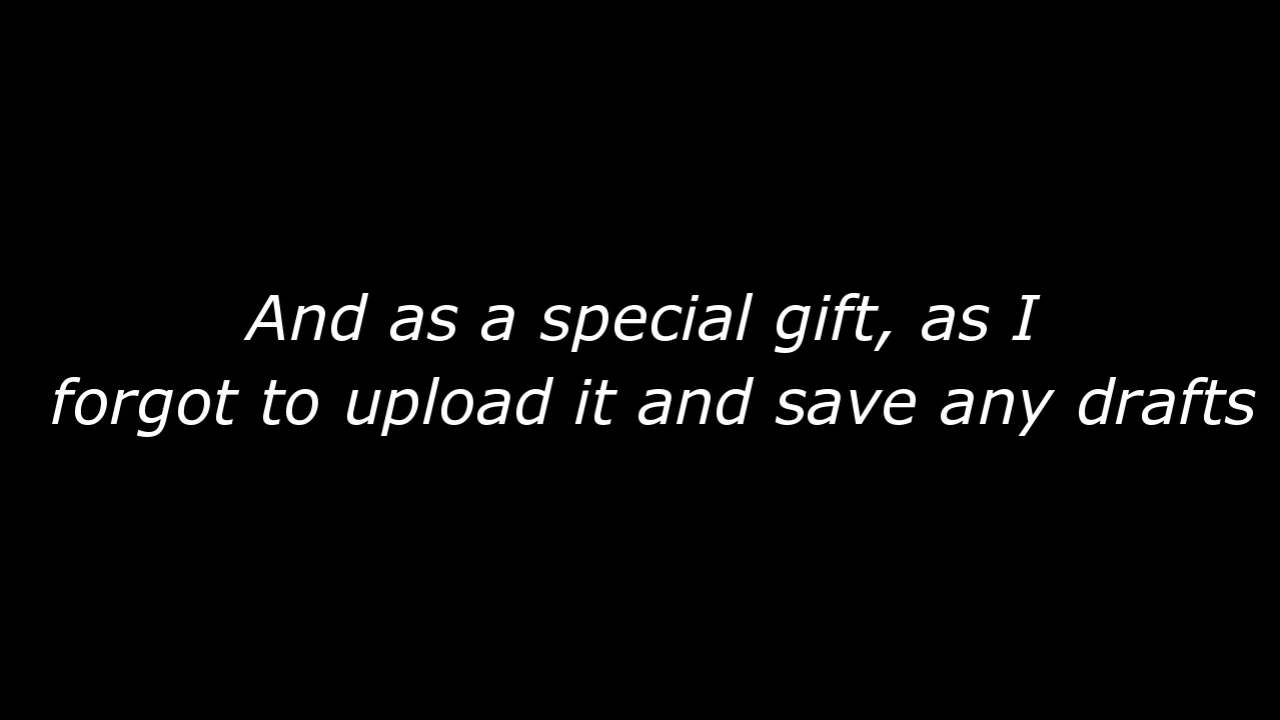 And as a special gift, as I
forgot to upload it and save any drafts